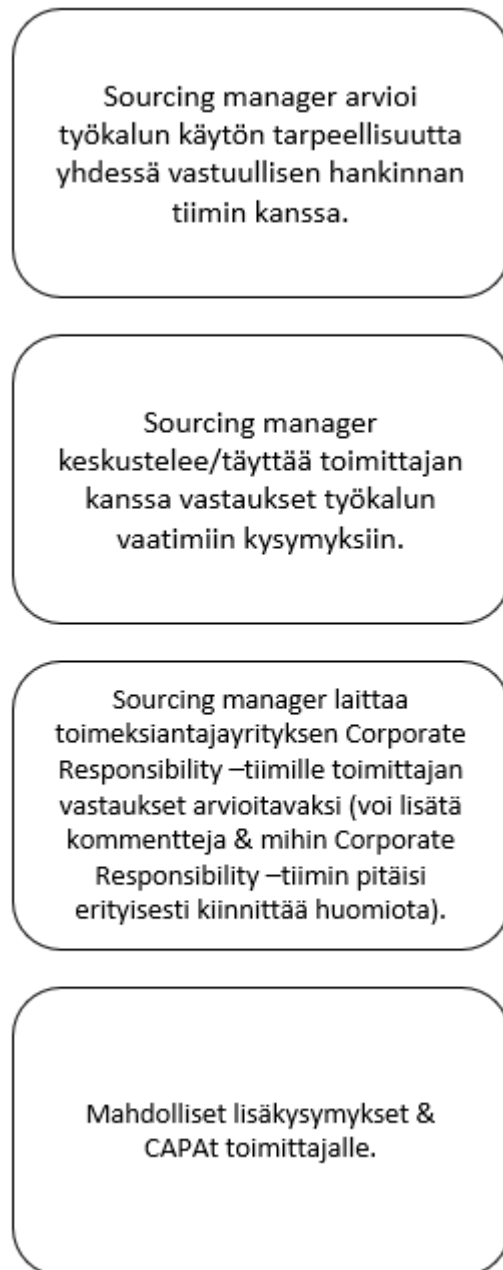 Sourcing manager arvioi
työkalun käytön tarpeellisuutta
yhdessä vastuullisen hankinnan
tiimin kanssa.
Sourcing manager
keskustelee/täyttää toimittajan
kanssa vastaukset työkalun
vaatimiin kysymyksiin.
Sourcing manager laittaa
toimeksiantajayrityksen Corporate
Responsibility –tiimille toimittajan
vastaukset arvioitavaksi (voi lisätä
kommentteja & mihin Corporate
Responsibility –tiimin pitäisi
erityisesti kiinnittää huomiota).
Mahdolliset lisäkysymykset &
CAPAt toimittajalle.